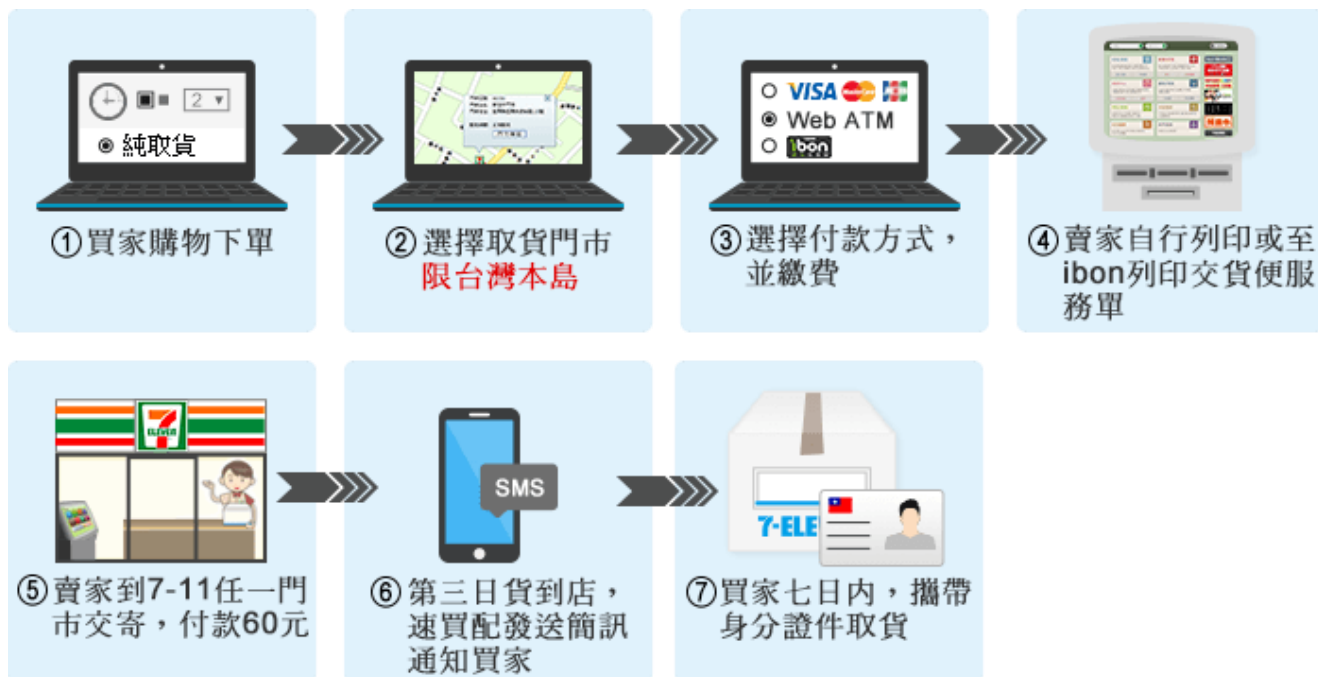 2
純取貨
①買家購物下單
②選擇取貨門市
限台灣本島
VISA MasterCard JCB
Web ATM
ibon
③選擇付款方式，
並繳費
④賣家自行列印或至
ibon列印交貨便服
務單
7
ELEVEN
⑤賣家到7-11任一門
市交寄，付款60元
SMS
⑥第三日貨到店，
速買配發送簡訊
通知買家
7-ELE
⑦買家七日內，攜帶
身分證件取貨